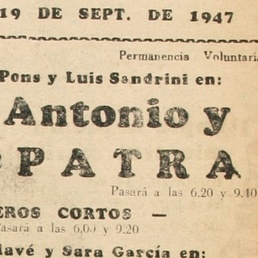 19 DE SEPT. DE 1947
Permanencia Voluntaria
Pons y Luis Sandrini en:
Antonio y
PATRA
Pasará a las 6.20 y 9.40
EROS CORTOS —
asará a las 6.00 y 9.20
lavé y Sara García en: